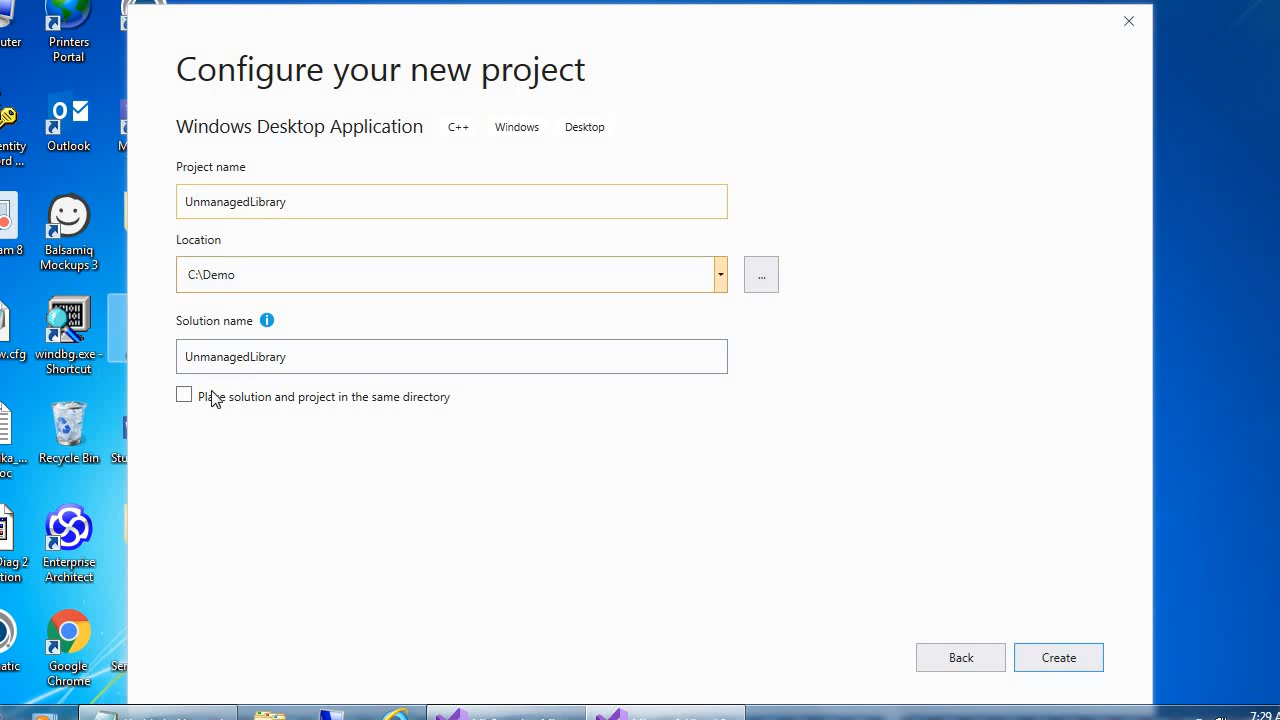 Configure your new project
Windows Desktop Application C++ Windows Desktop
Project name
UnmanagedLibrary
Location
C:\Demo
...
Solution name
UnmanagedLibrary
Place solution and project in the same directory
Back
Create
Printers
Portal
Outlook
Balsamiq
Mockups 3
windbg.exe -
Shortcut
Recycle Bin
Enterprise
Architect
Google
Chrome
7:29